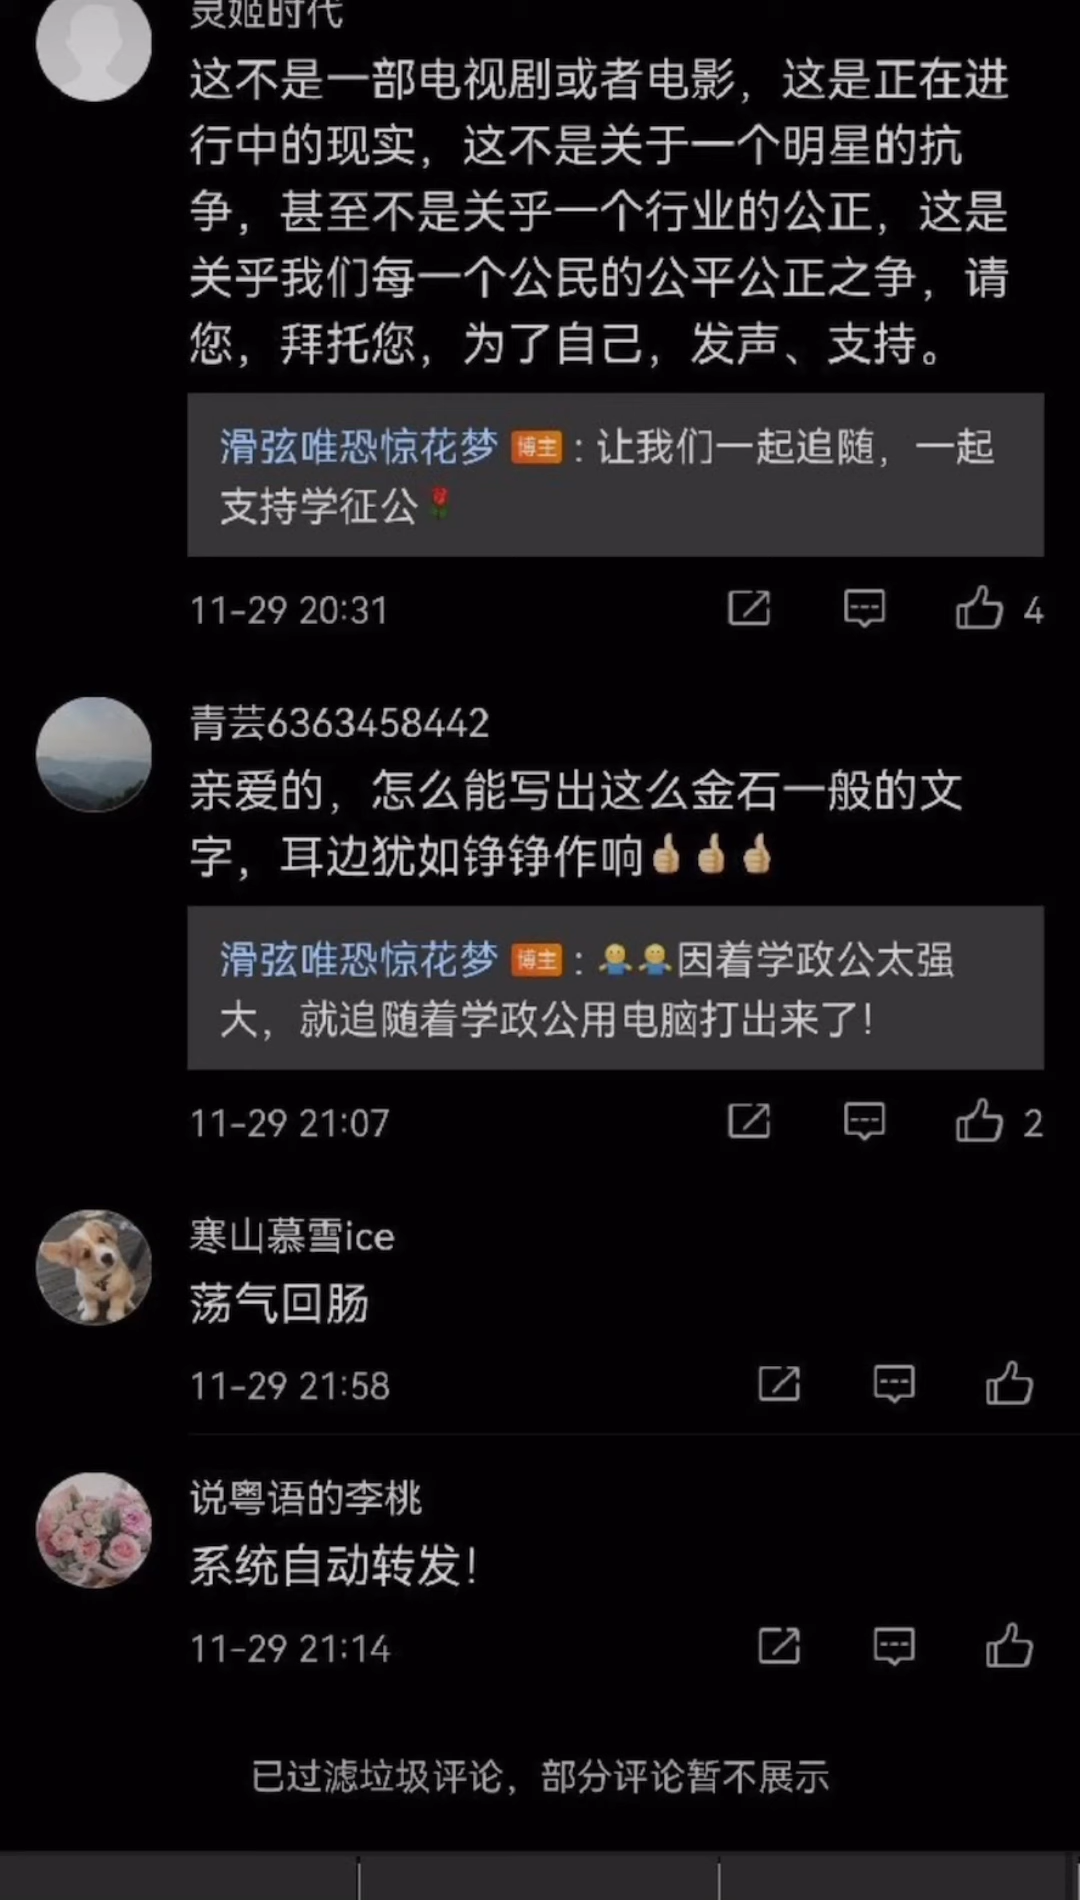 灵姬时代
这不是一部电视剧或者电影，这是正在进
行中的现实，这不是关于一个明星的抗
争，甚至不是关乎一个行业的公正，这是
关乎我们每一个公民的公平公正之争，请
您，拜托您，为了自己，发声、支持。
滑弦唯恐惊花梦 博主：让我们一起追随，一起
支持学征公🌹
11-29 20:31 4
青芸6363458442
亲爱的，怎么能写出这么金石一般的文
字，耳边犹如铮铮作响👍👍👍
滑弦唯恐惊花梦 博主：🤷🤷因着学政公太强
大，就追随着学政公用电脑打出来了！
11-29 21:07 2
寒山慕雪ice
荡气回肠
11-29 21:58
说粤语的李桃
系统自动转发！
11-29 21:14
已过滤垃圾评论，部分评论暂不展示